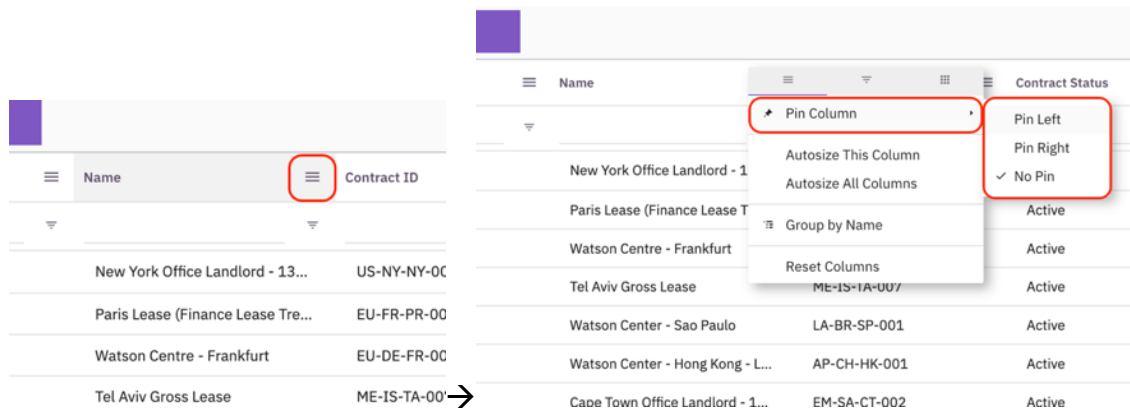 Name
Contract ID
New York Office Landlord - 13...
US-NY-NY-00
Paris Lease (Finance Lease Tre...
EU-FR-PR-00
Watson Centre - Frankfurt
EU-DE-FR-00
Tel Aviv Gross Lease
ME-IS-TA-00
Name
Contract Status
Pin Column
Pin Left
Pin Right
No Pin
Autosize This Column
Autosize All Columns
Group by Name
Reset Columns
New York Office Landlord - 1
Paris Lease (Finance Lease T
Active
Watson Centre - Frankfurt
Active
Tel Aviv Gross Lease
ME-IS-TA-007
Active
Watson Center - Sao Paulo
LA-BR-SP-001
Active
Watson Center - Hong Kong - L...
AP-CH-HK-001
Active
Cape Town Office Landlord - 1...
EM-SA-CT-002
Active